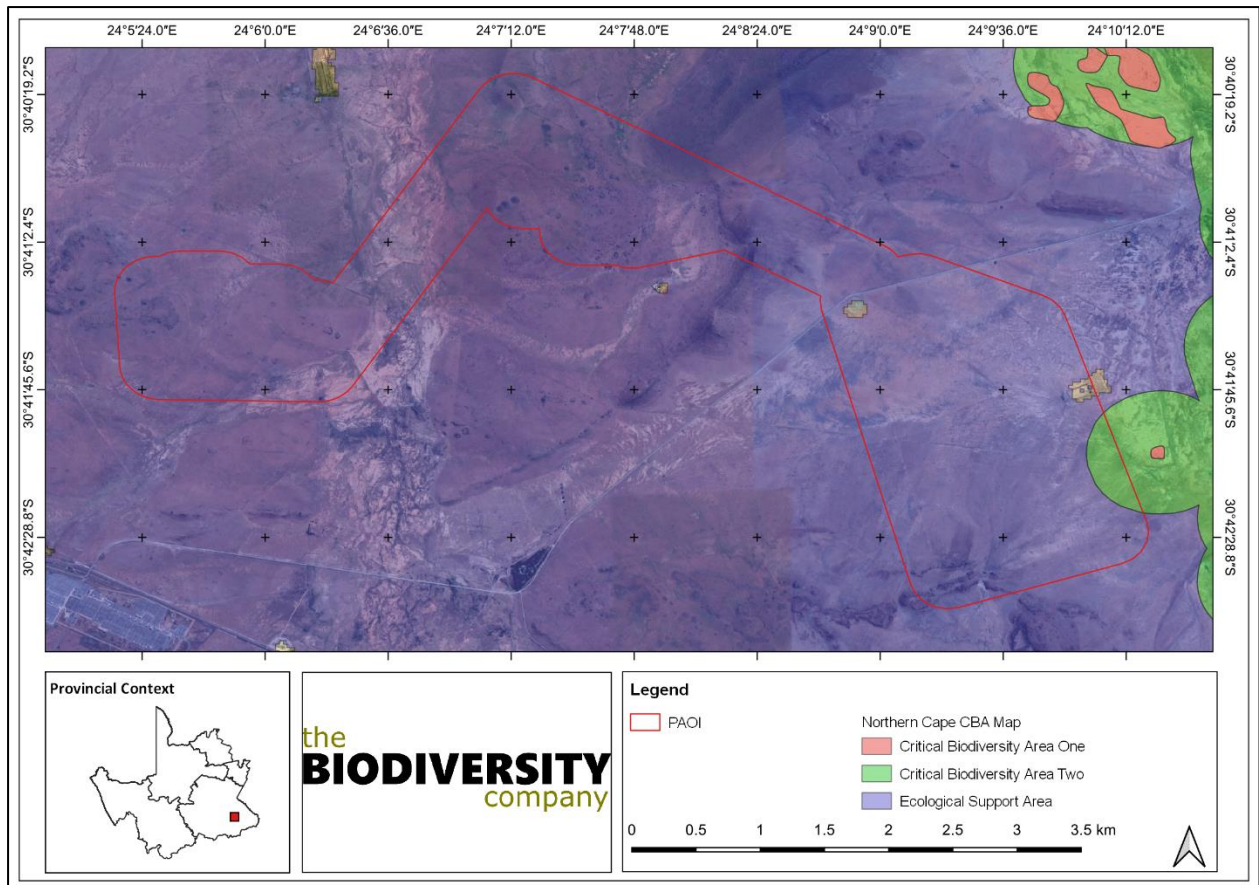 24°5'24.0"E 24°6.0"E 24°6'36.0"E 24°7'12.0"E 24°7'48.0"E 24°8'24.0"E 24°9'0.0"E 24°9'36.0"E 24°10'12.0"E
30°40'19.2"S 30°40'19.2"S
30°41'2.4"S 30°41'2.4"S
30°41'45.6"S 30°41'45.6"S
30°42'28.8"S 30°42'28.8"S
Provincial Context
the
BIODIVERSITY
company
Legend
PAOI
Northern Cape CBA Map
Critical Biodiversity Area One
Critical Biodiversity Area Two
Ecological Support Area
0 0.5 1 1.5 2 2.5 3 3.5 km